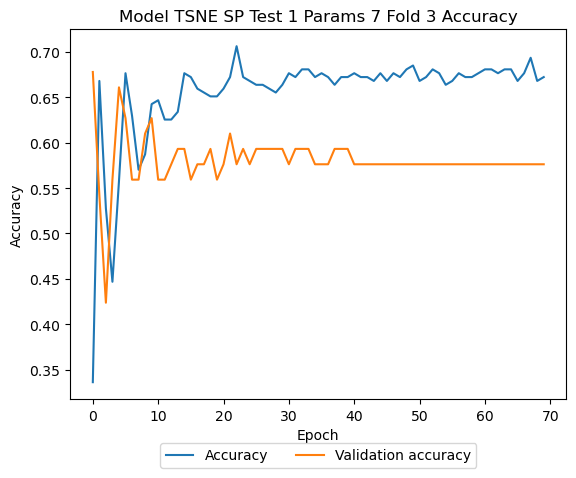 Model TSNE SP Test 1 Params 7 Fold 3 Accuracy
0.70
0.65
0.60
0.55
0.50
0.45
0.40
0.35
Accuracy
0 10 20 30 40 50 60 70
Epoch
Accuracy Validation accuracy